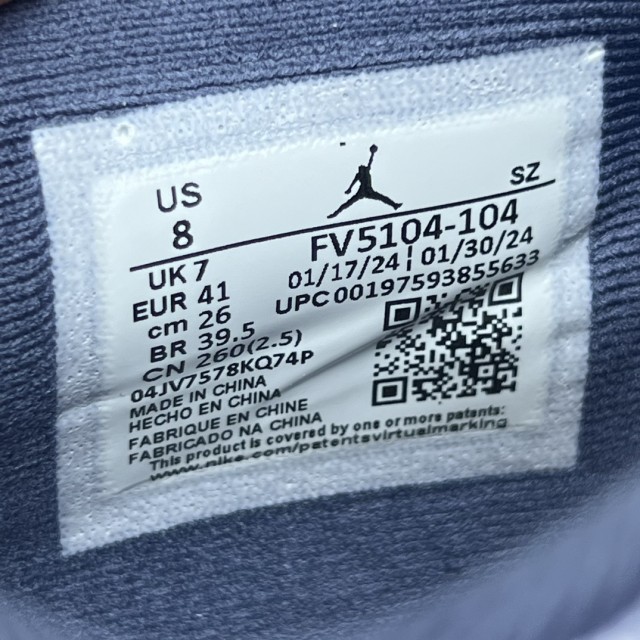 US
8
SZ
FV5104-104
UK 7
01/17/24 | 01/30/24
EUR 41
UPC 00197593855633
cm 26
BR 39.5
CN 260(2.5)
04JV7578KQ74P
MADE IN CHINA
HECHO EN CHINA
FABRIQUE EN CHINE
FABRICADO NA CHINA
This product is covered by one or more patents:
www.nike.com/patentsvirtualmarking